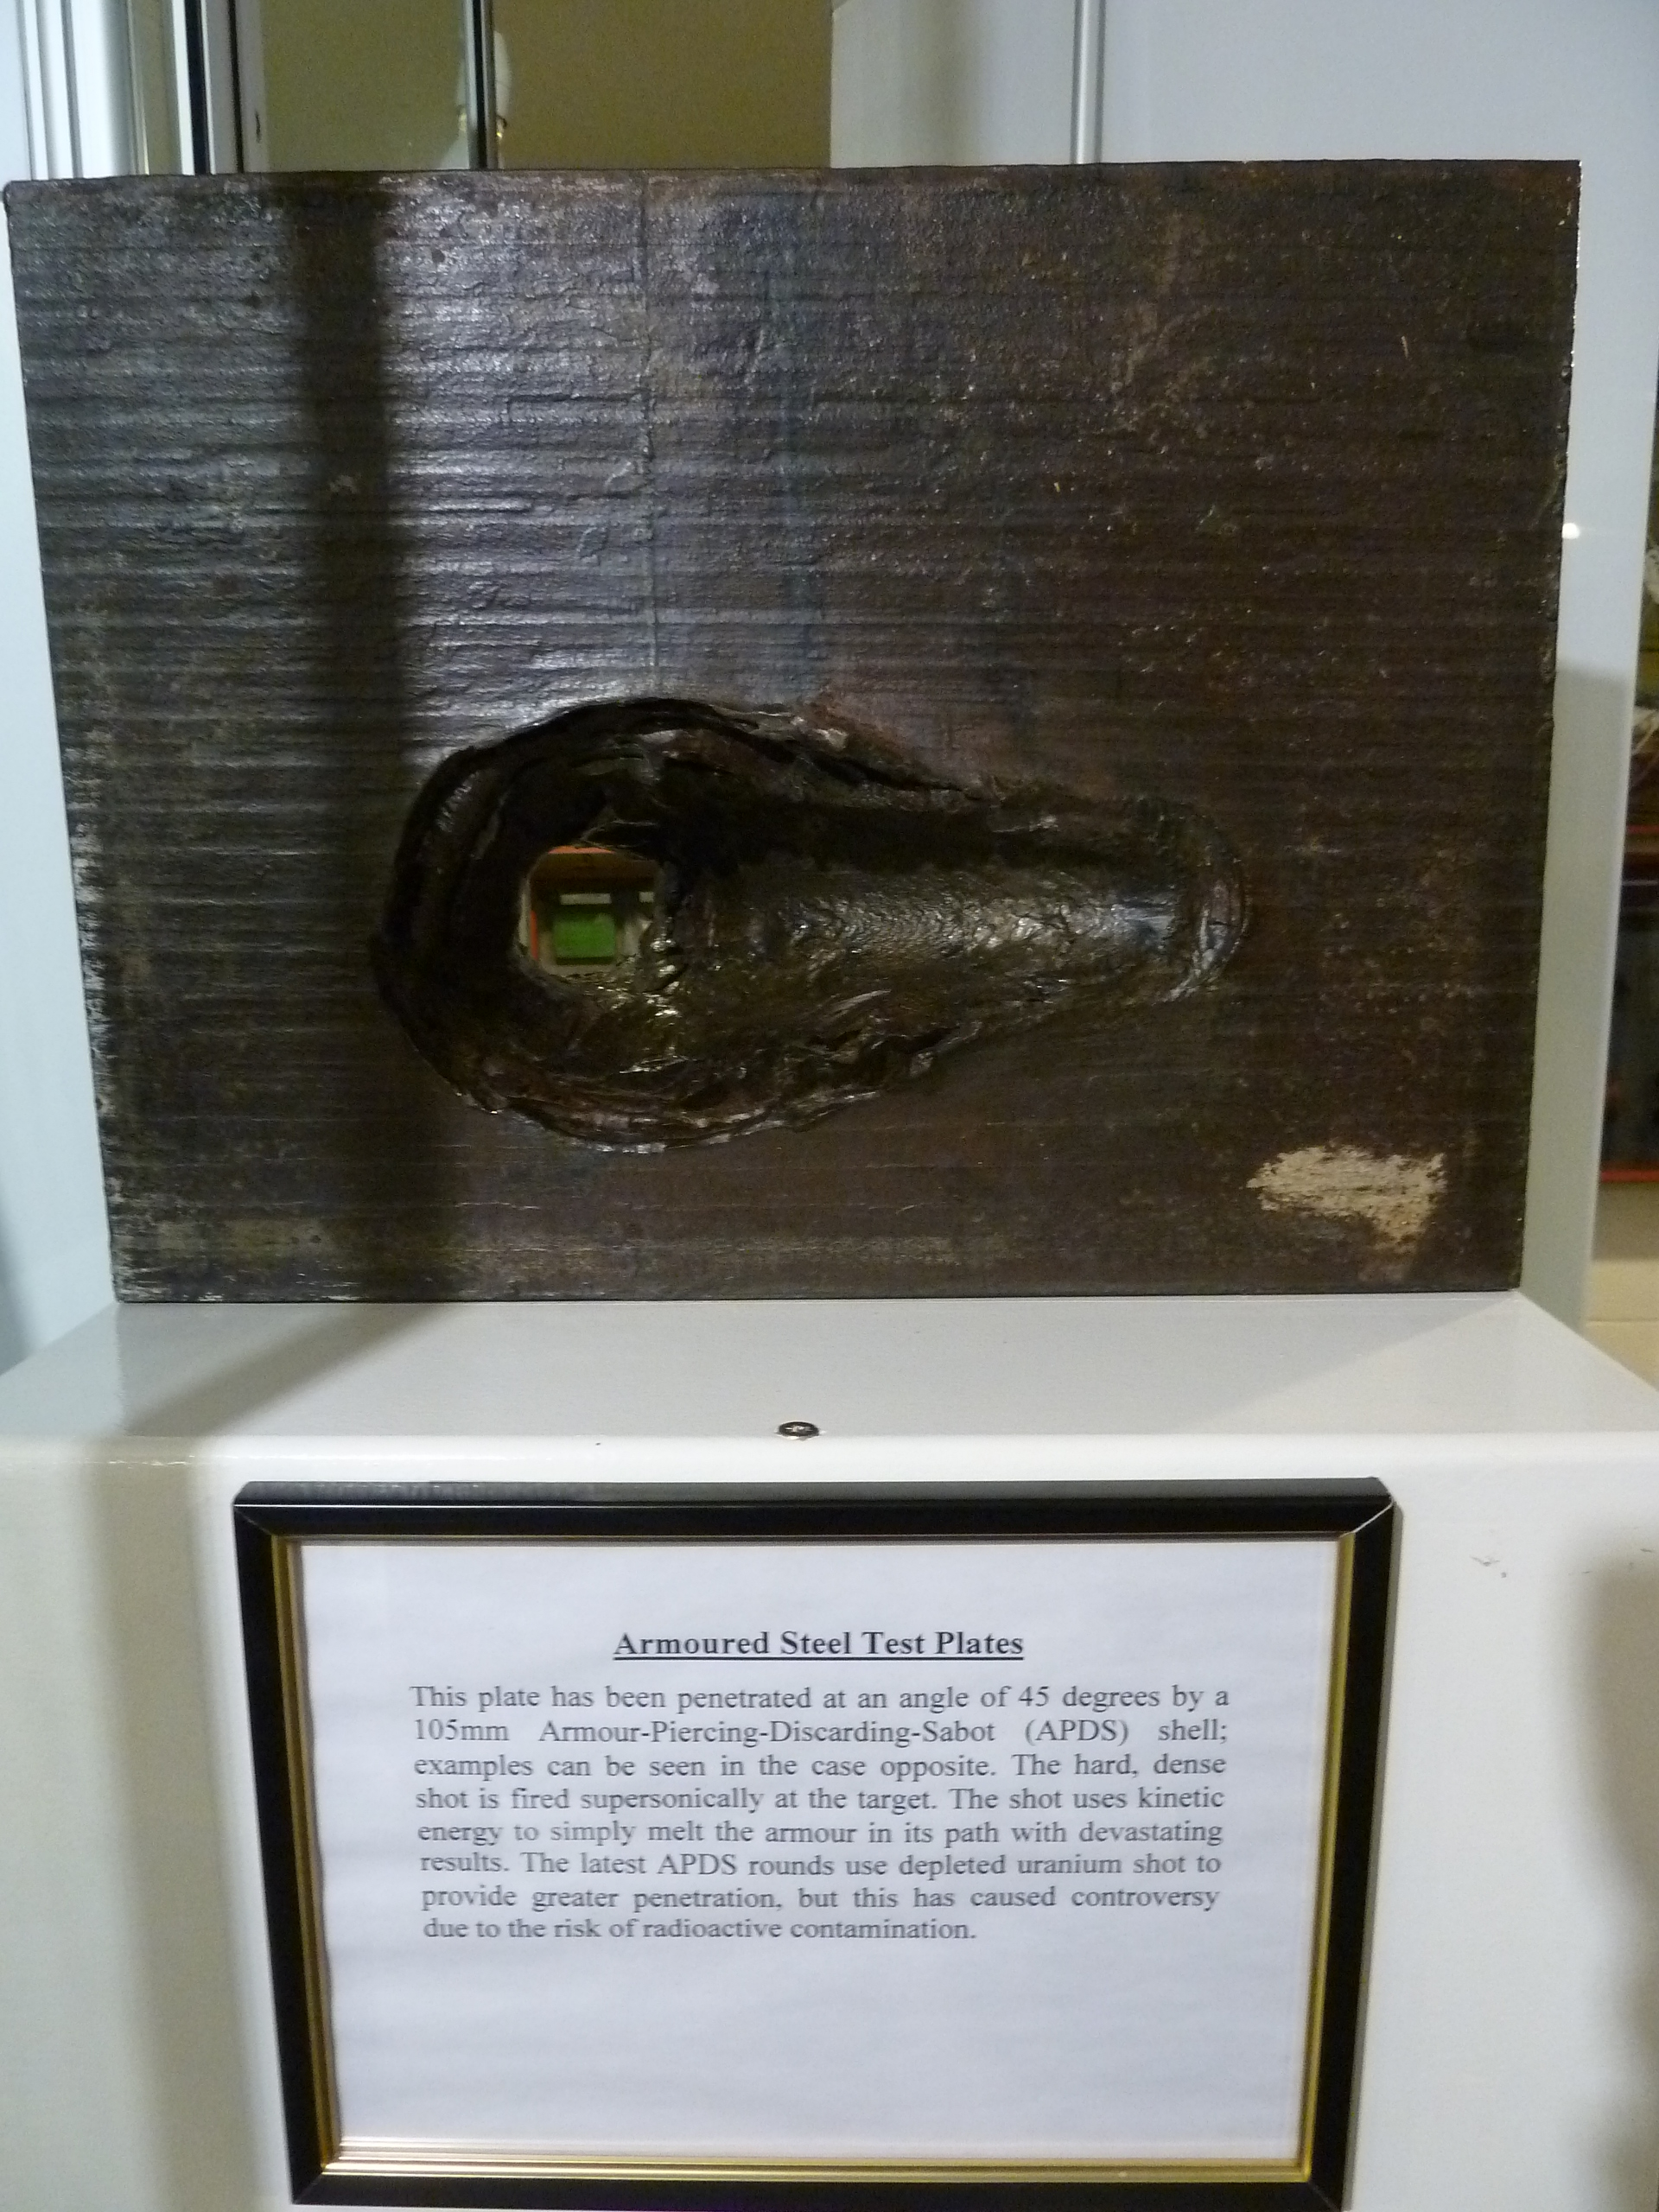 Armoured Steel Test Plates
This plate has been penetrated at an angle of 45 degrees by a
105mm Armour-Piercing-Discarding-Sabot (APDS) shell;
examples can be seen in the case opposite. The hard, dense
shot is fired supersonically at the target. The shot uses kinetic
energy to simply melt the armour in its path with devastating
results. The latest APDS rounds use depleted uranium shot to
provide greater penetration, but this has caused controversy
due to the risk of radioactive contamination.